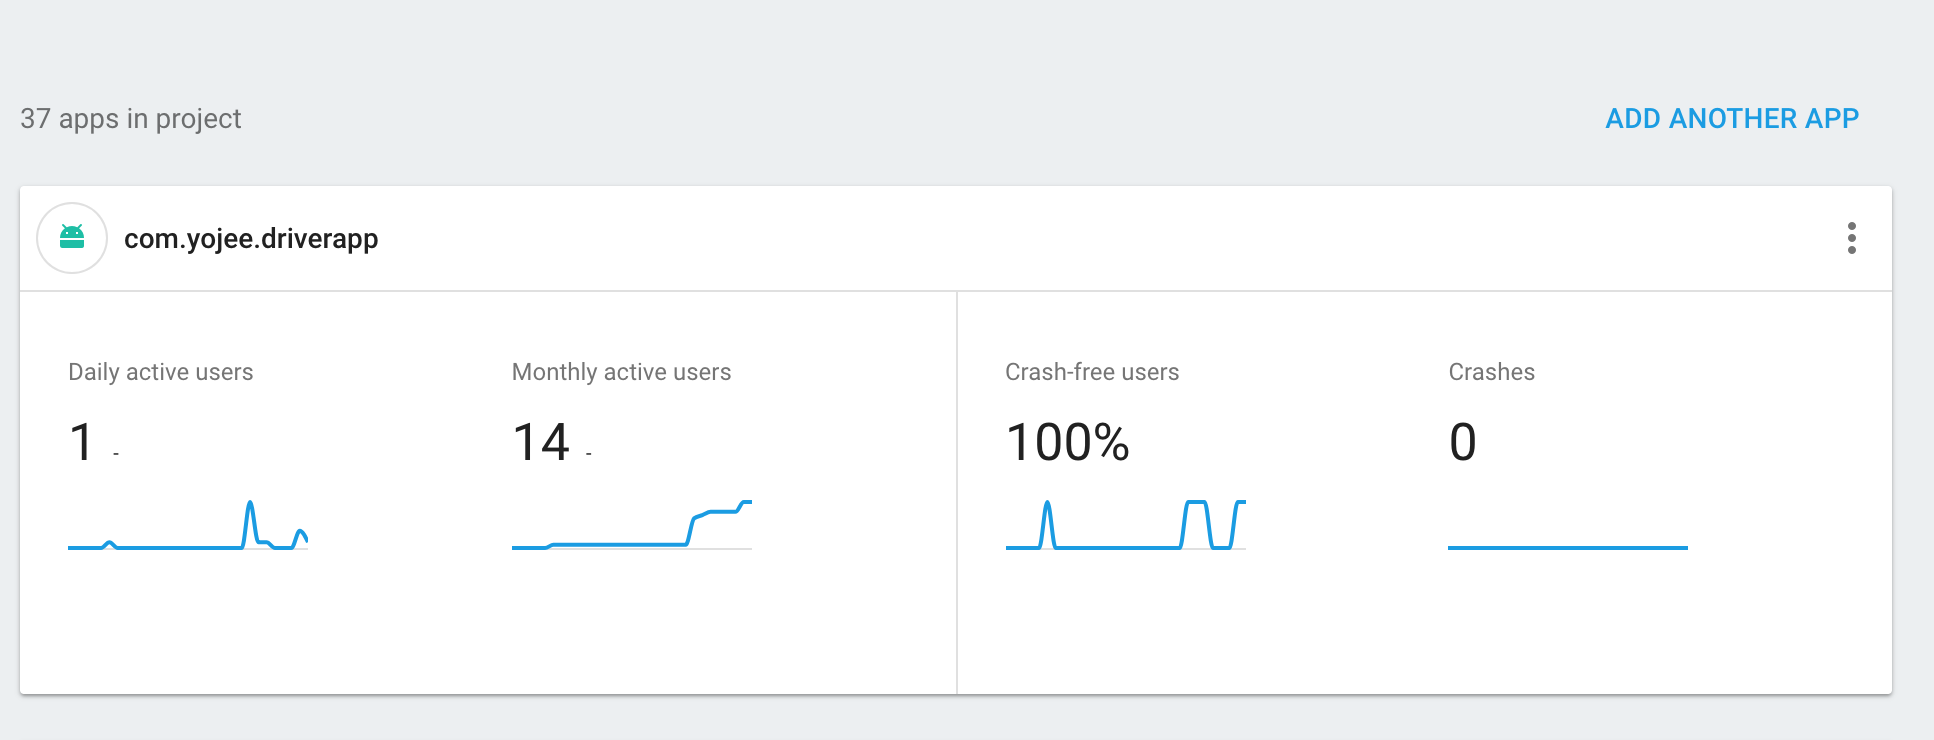 37 apps in project
ADD ANOTHER APP
com.yojee.driverapp
Daily active users
1 -
Monthly active users
14 -
Crash-free users
100%
Crashes
0